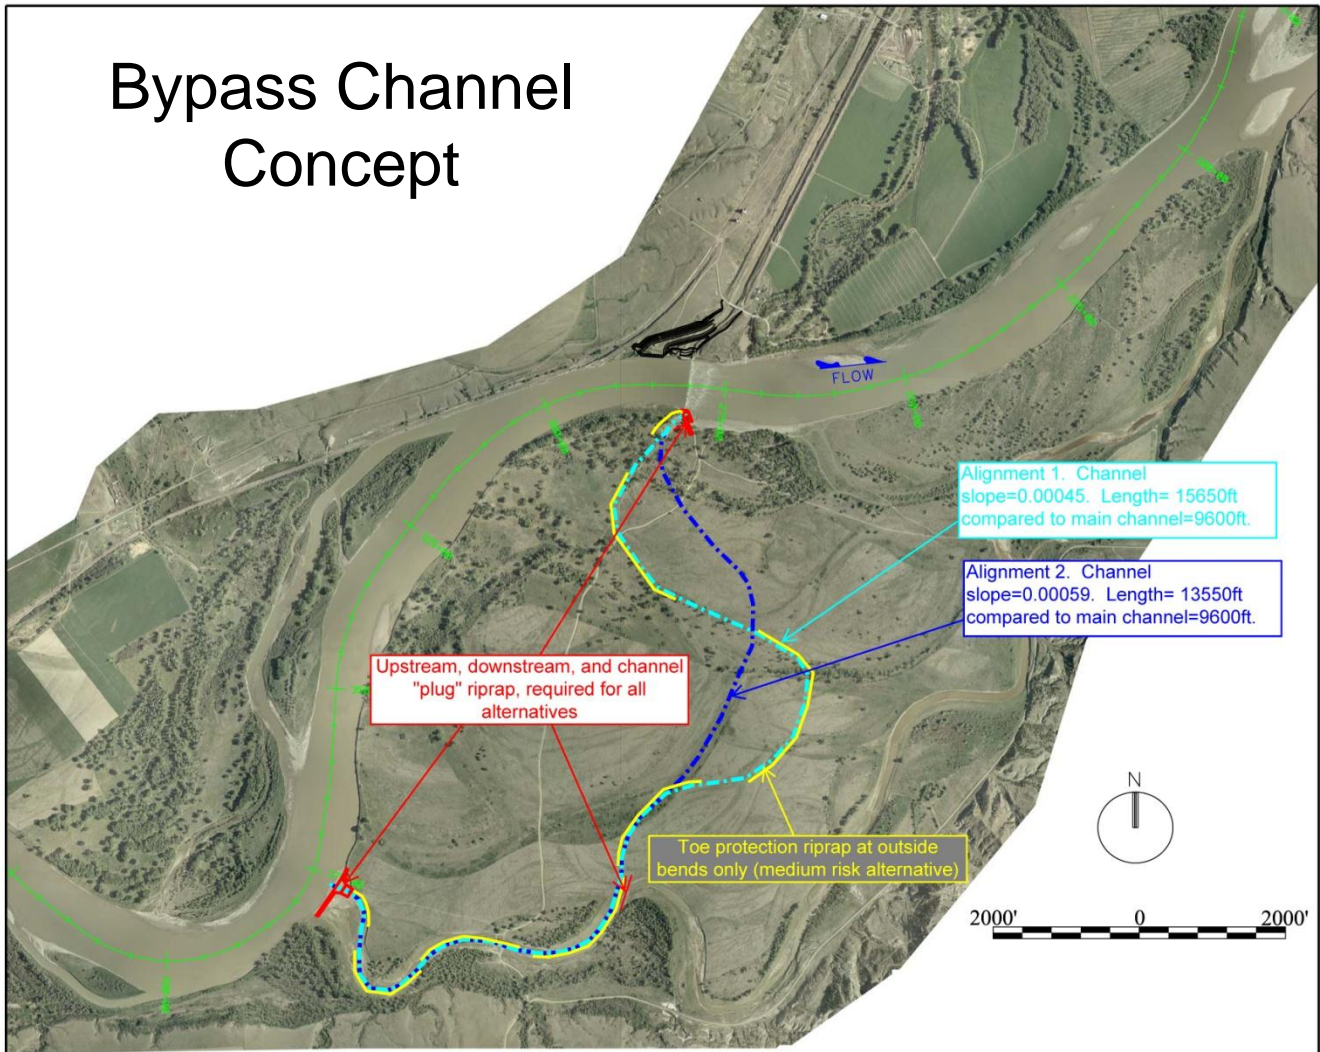 Bypass Channel
Concept
FLOW
Alignment 1. Channel
slope=0.00045. Length= 15650ft
compared to main channel=9600ft.
Alignment 2. Channel
slope=0.00059. Length= 13550ft
compared to main channel=9600ft.
Upstream, downstream, and channel
"plug" riprap, required for all
alternatives
Toe protection riprap at outside
bends only (medium risk alternative)
N
2000' 0 2000'